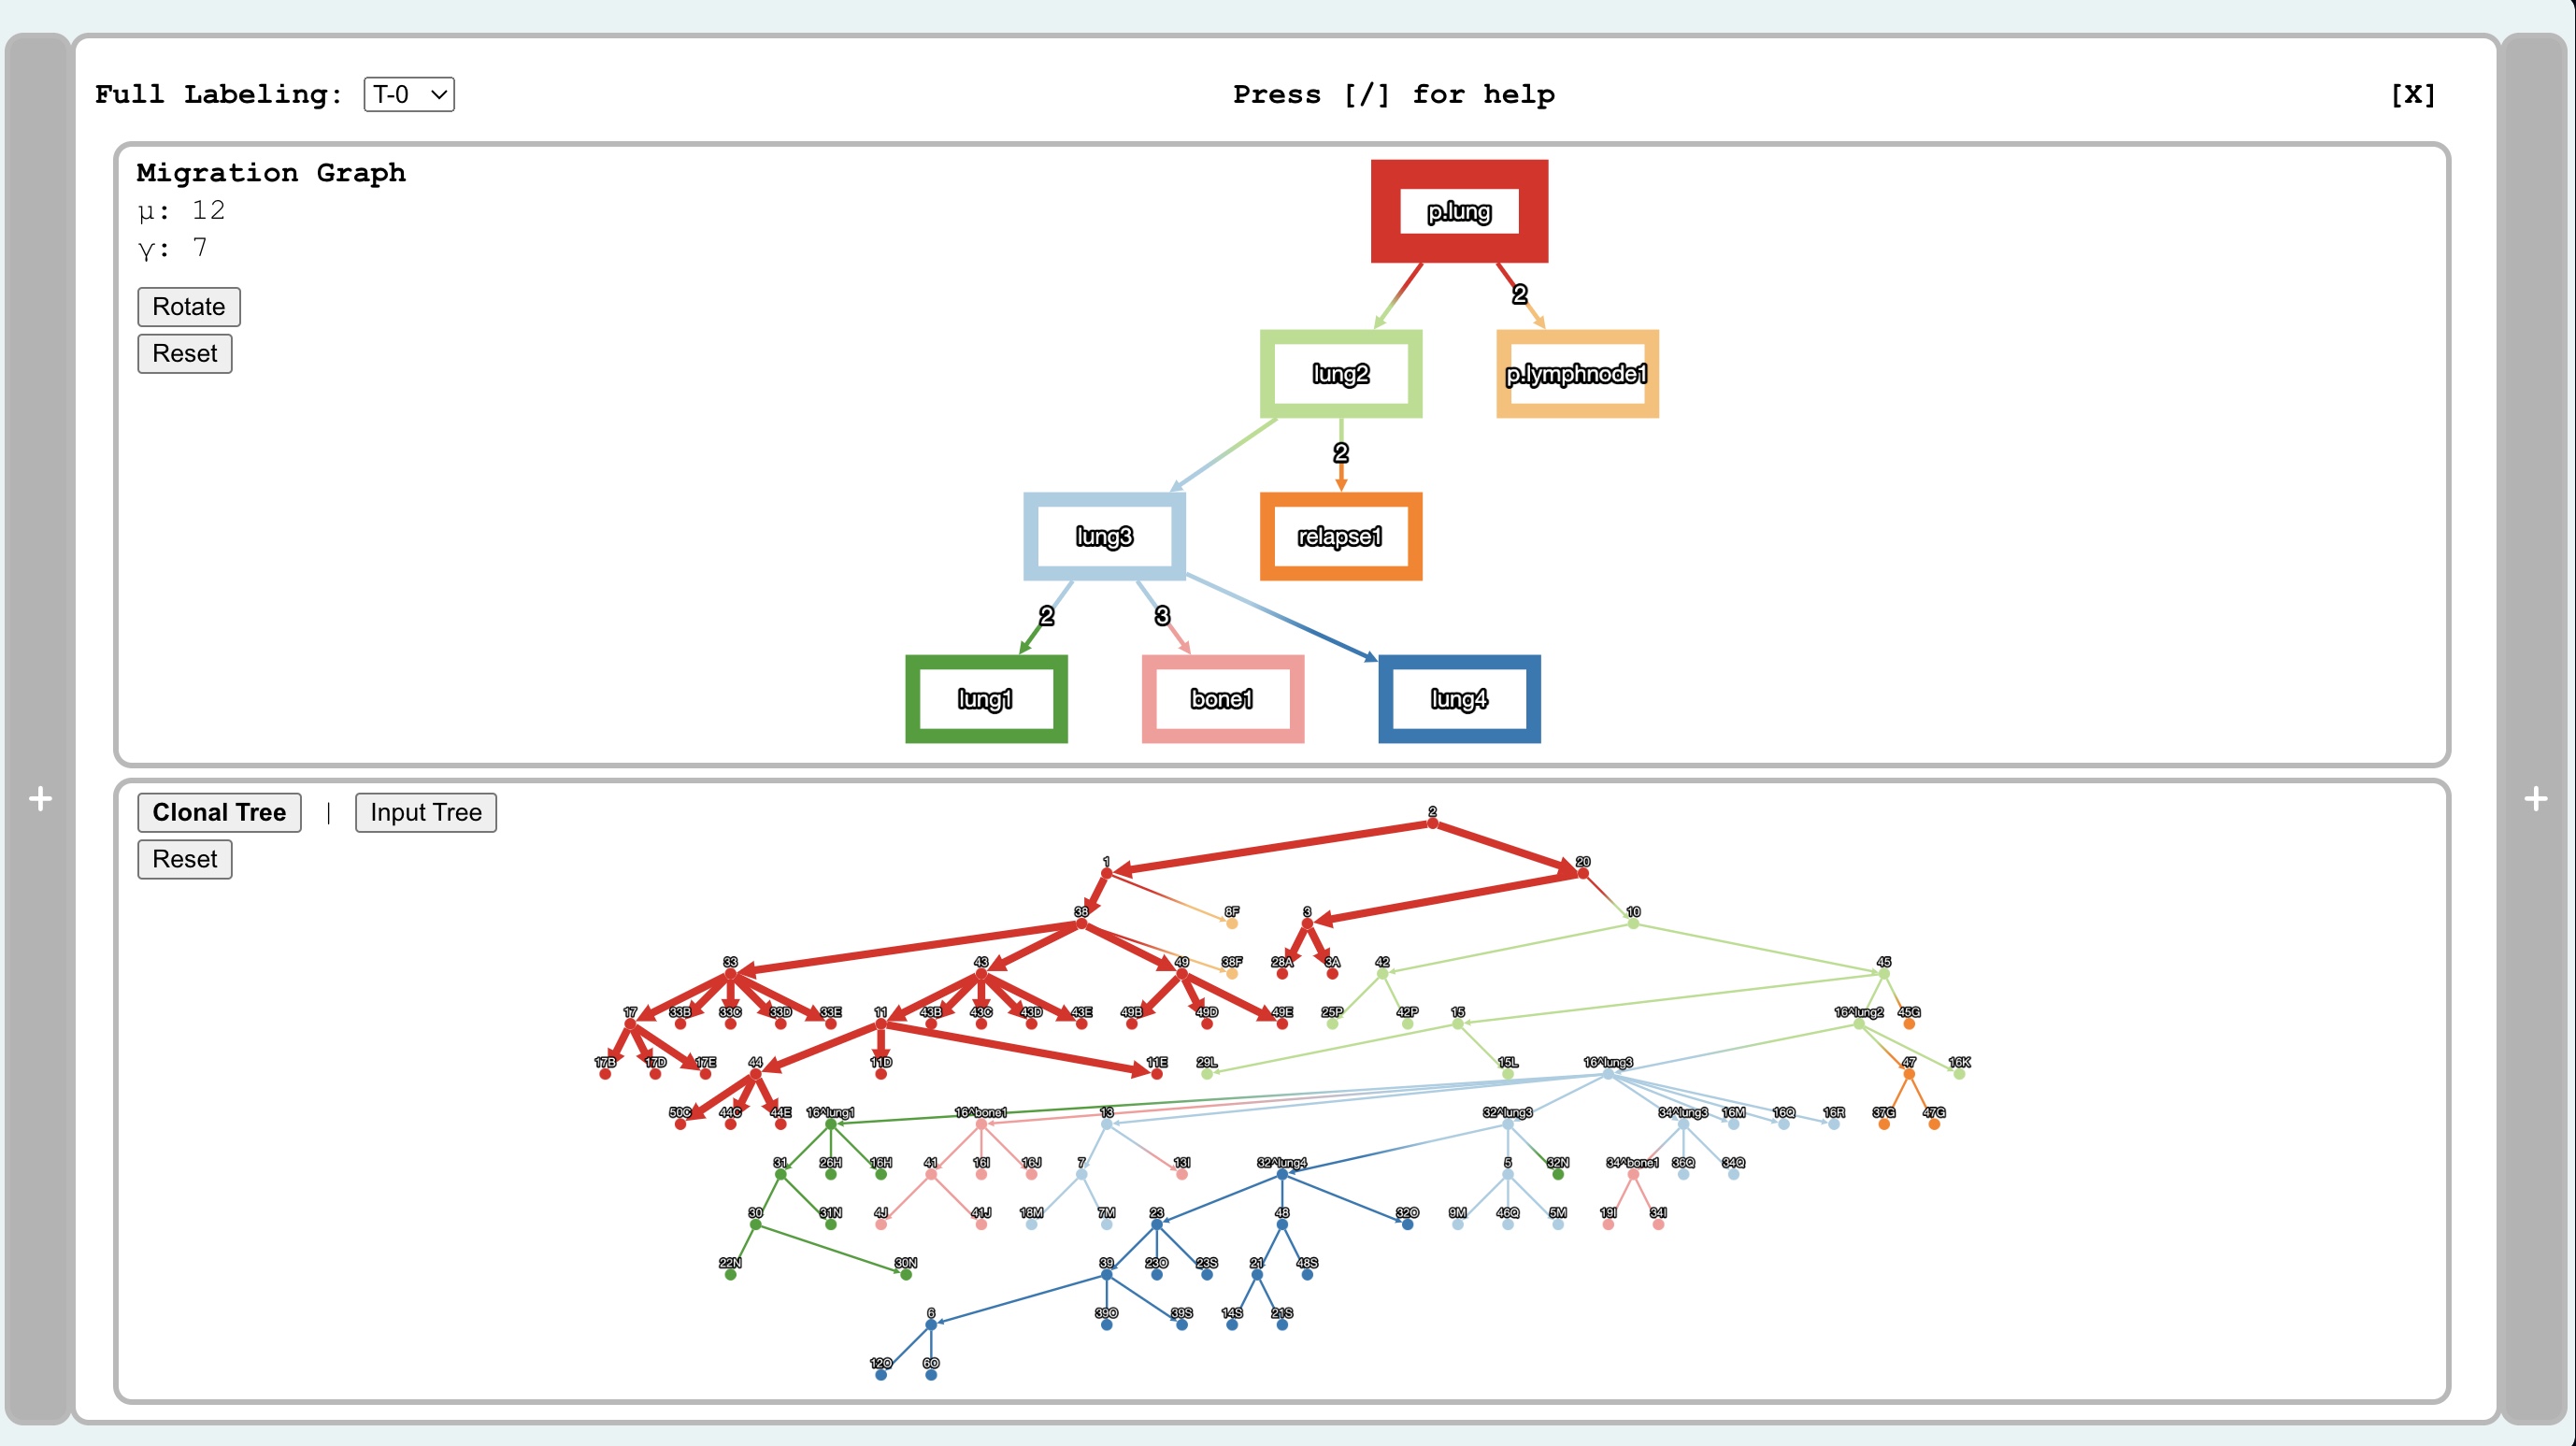 Full Labeling: T-0 Press [/] for help [X]
Migration Graph
μ: 12
γ: 7
Rotate
Reset
p.lung
2
lung2 p.lymphnode1
2
lung3 relapse1
2 3
lung1 bone1 lung4
+ +
Clonal Tree | Input Tree
Reset
2
1 20
38 8F 3 10
33 43 49 38F 28A 3A 42 45
17 33B 33C 33D 33E 11 43B 43C 43D 43E 49B 49D 49E 25P 42P 15 16^lung2 45G
17B 17D 17E 44 11D 11E 29L 15L 16^lung3 47 16K
50C 44C 44E 16^lung1 16^bone1 13 32^lung3 34^lung3 16M 16Q 16R 37G 47G
31 26H 16H 41 16I 16J 7 13I 32^lung4 5 32N 34^bone1 36Q 34Q
30 31N 4J 41J 18M 7M 23 48 32O 9M 46Q 5M 19I 34I
22N 30N 39 23O 23S 21 48S
6 39O 39S 14S 21S
12O 6O